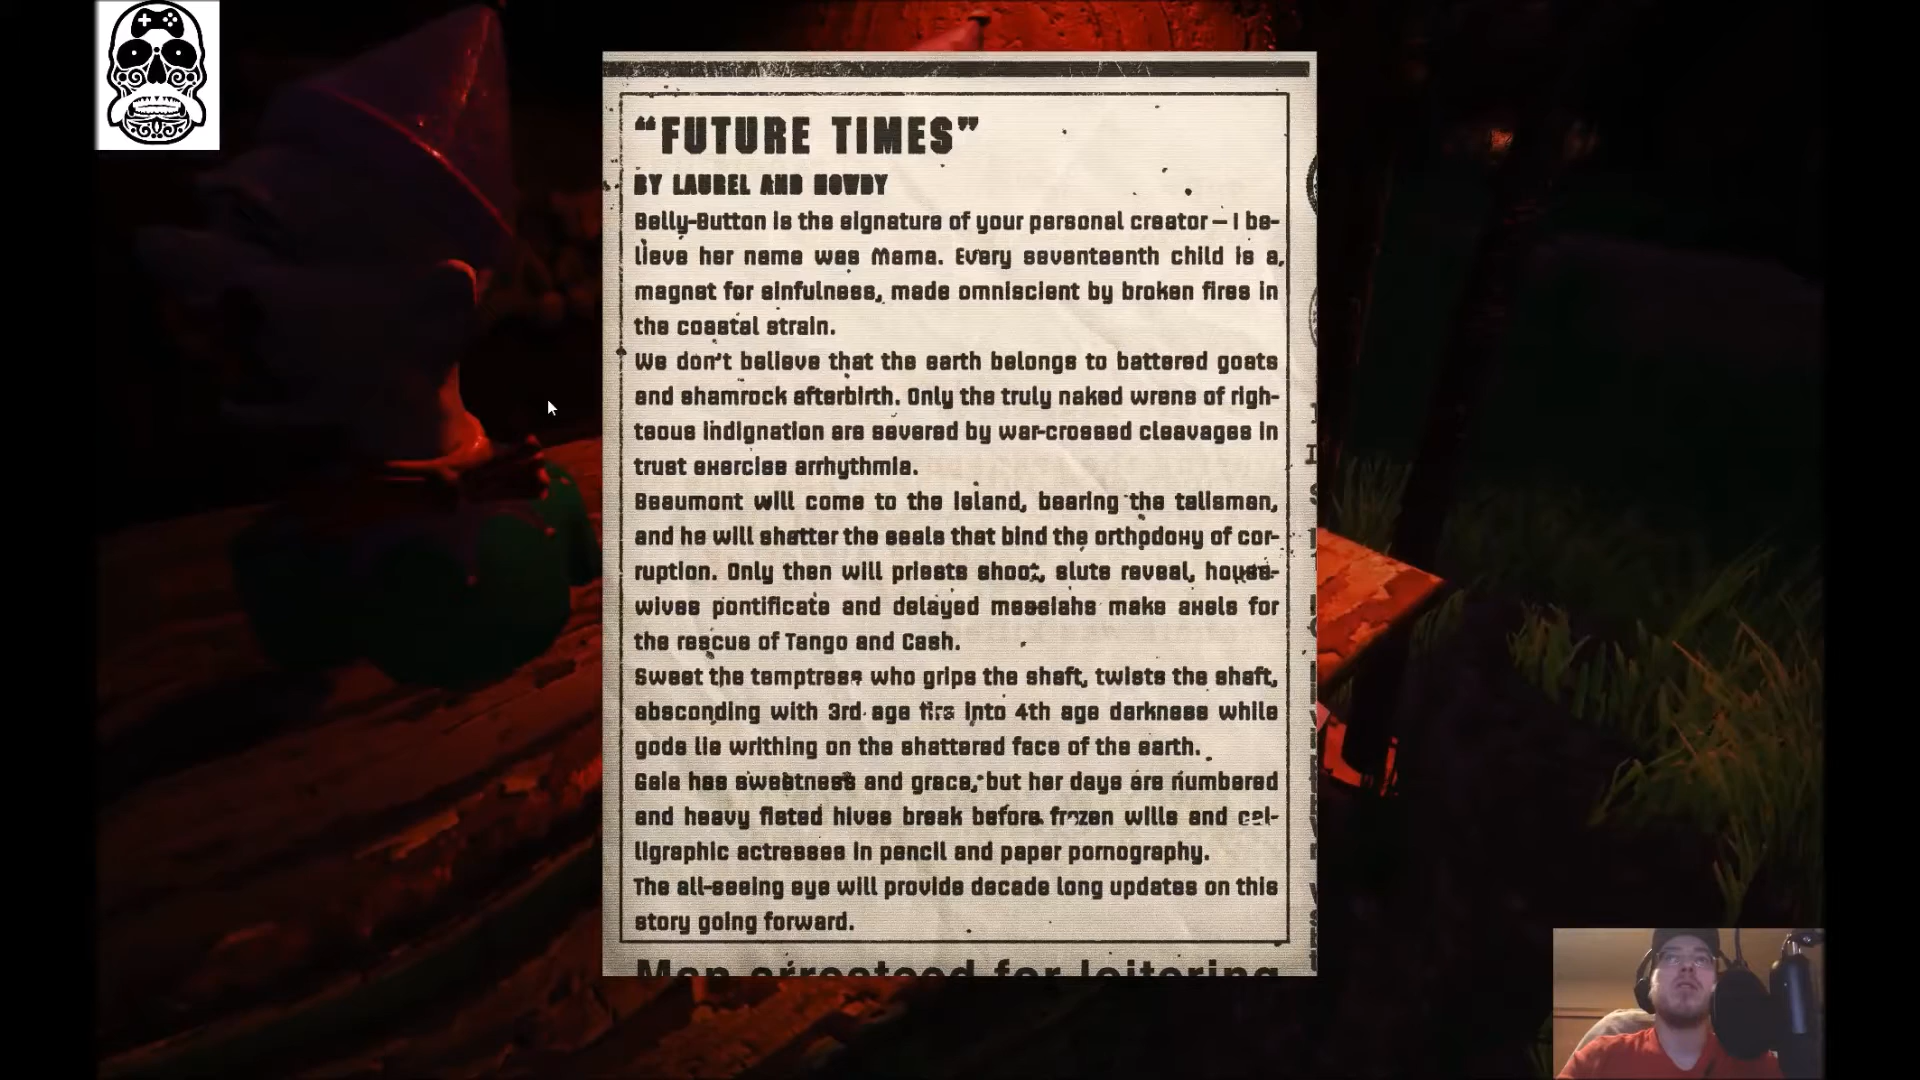 “FUTURE TIMES”
BY LAUREL AND HOWDY
Belly-Button is the signature of your personal creator – I be-
lieve her name was Mama. Every seventeenth child is a,
magnet for sinfulness, made omniscient by broken fires in
the coastal strain.
We don't believe that the earth belongs to battered goats
and shamrock afterbirth. Only the truly naked wrens of righ-
teous indignation are severed by war-crossed cleavages in
trust exercise arrhythmia.
Beaumont will come to the island, bearing the talisman,
and he will shatter the seals that bind the orthodoxy of cor-
ruption. Only then will priests shoot, sluts reveal, house-
wives pontificate and delayed messiahs make axels for
the rescue of Tango and Cash.
Sweet the temptress who grips the shaft, twists the shaft,
absconding with 3rd age fire into 4th age darkness while
gods lie writhing on the shattered face of the earth.
Gaia has sweetness and grace, but her days are numbered
and heavy fisted hives break before frozen wills and cal-
ligraphic actresses in pencil and paper pornography.
The all-seeing eye will provide decade long updates on this
story going forward.
Man arrested for loitering